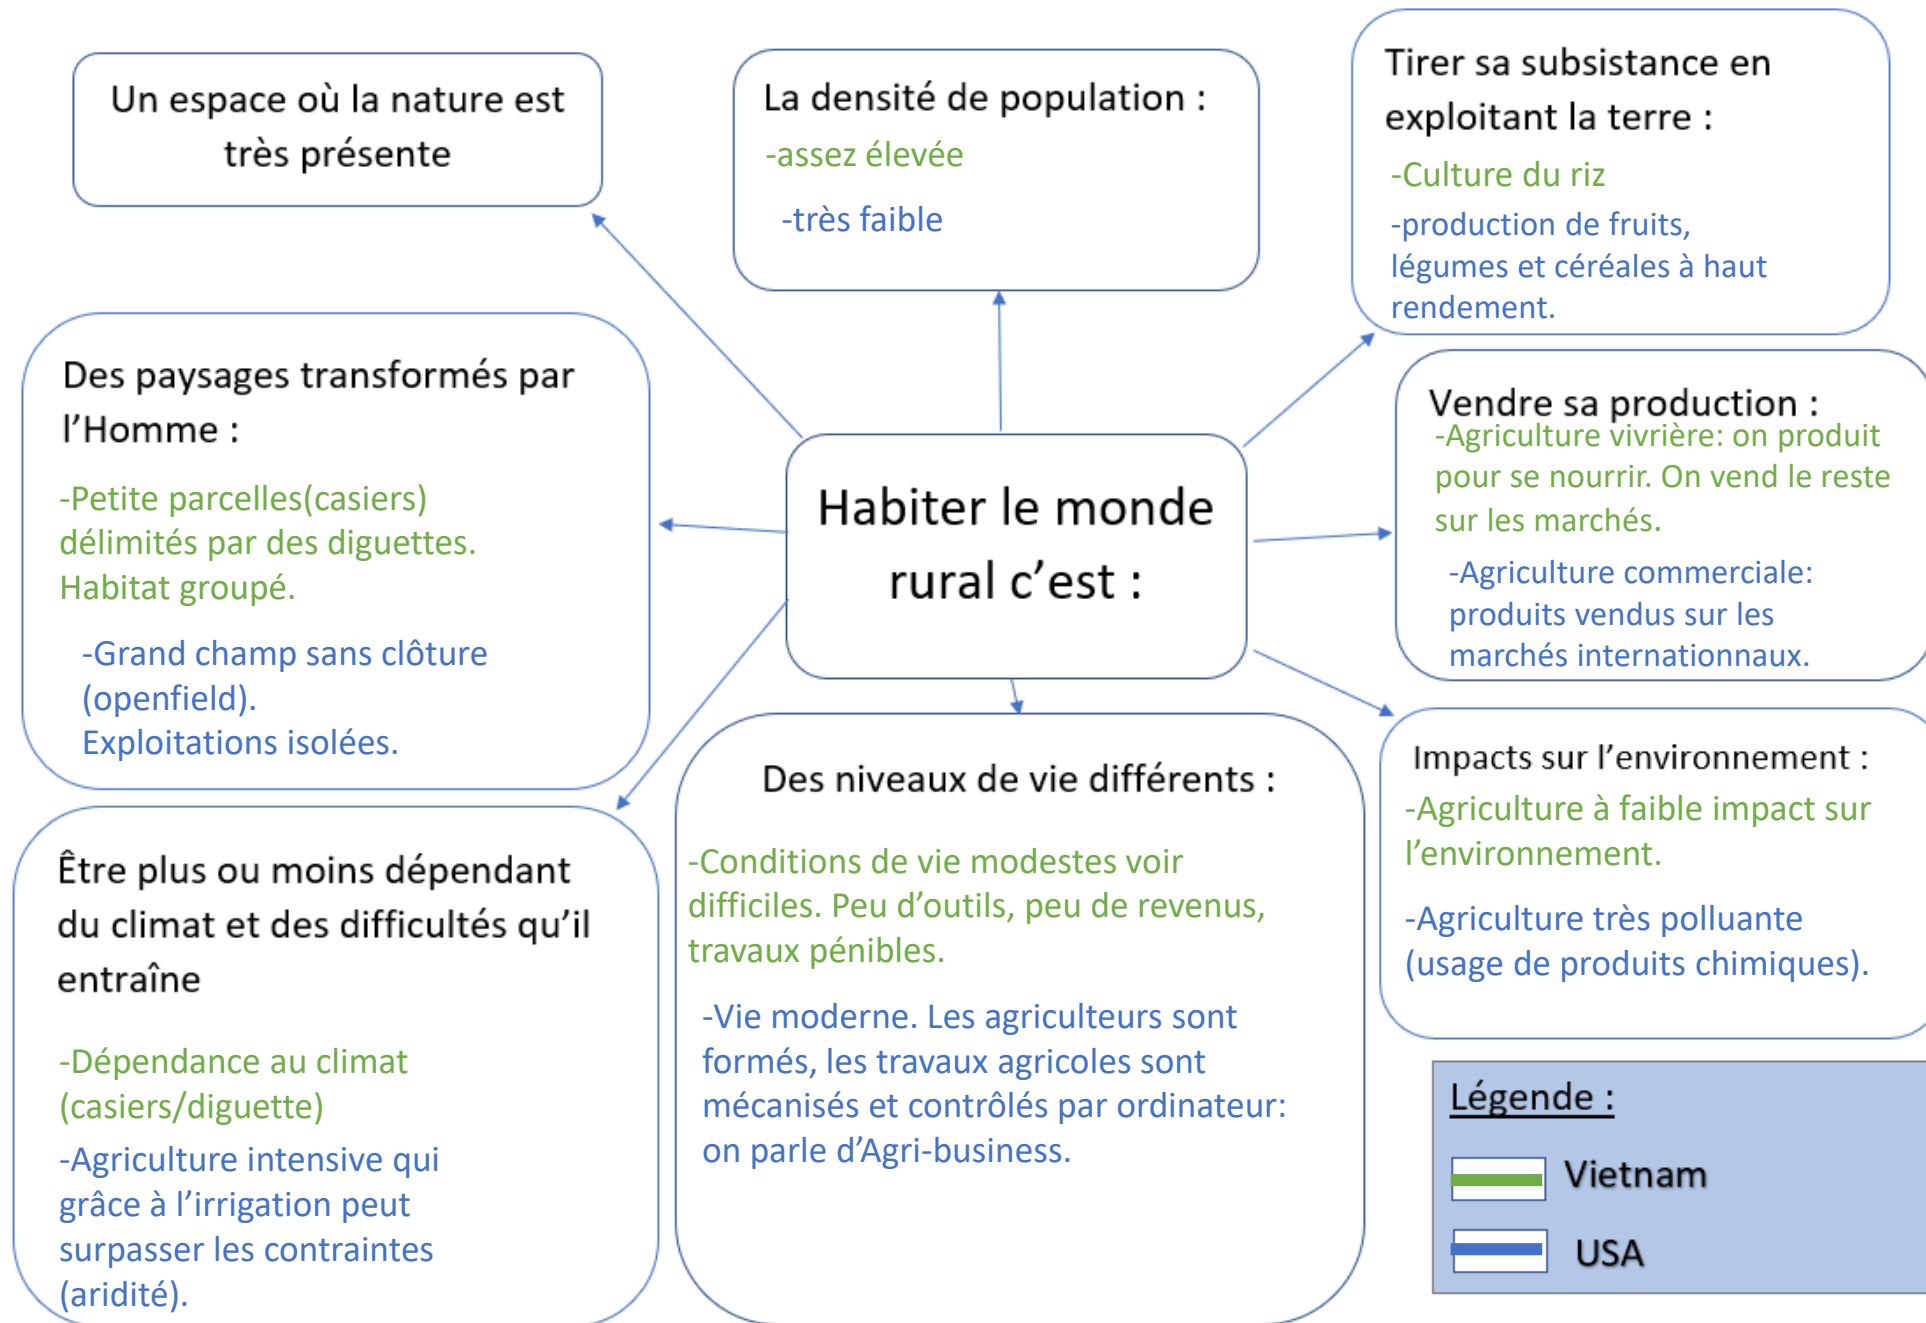 Un espace où la nature est
très présente
La densité de population :
-assez élevée
-très faible
Tirer sa subsistance en
exploitant la terre :
-Culture du riz
-production de fruits,
légumes et céréales à haut
rendement.
Des paysages transformés par
l’Homme :
-Petite parcelles(casiers)
délimités par des diguettes.
Habitat groupé.
-Grand champ sans clôture
(openfield).
Exploitations isolées.
Habiter le monde
rural c’est :
Vendre sa production :
-Agriculture vivrière: on produit
pour se nourrir. On vend le reste
sur les marchés.
-Agriculture commerciale:
produits vendus sur les
marchés internationnaux.
Être plus ou moins dépendant
du climat et des difficultés qu’il
entraîne
-Dépendance au climat
(casiers/diguette)
-Agriculture intensive qui
grâce à l’irrigation peut
surpasser les contraintes
(aridité).
Des niveaux de vie différents :
-Conditions de vie modestes voir
difficiles. Peu d’outils, peu de revenus,
travaux pénibles.
-Vie moderne. Les agriculteurs sont
formés, les travaux agricoles sont
mécanisés et contrôlés par ordinateur:
on parle d’Agri-business.
Impacts sur l’environnement :
-Agriculture à faible impact sur
l’environnement.
-Agriculture très polluante
(usage de produits chimiques).
Légende :
Vietnam
USA